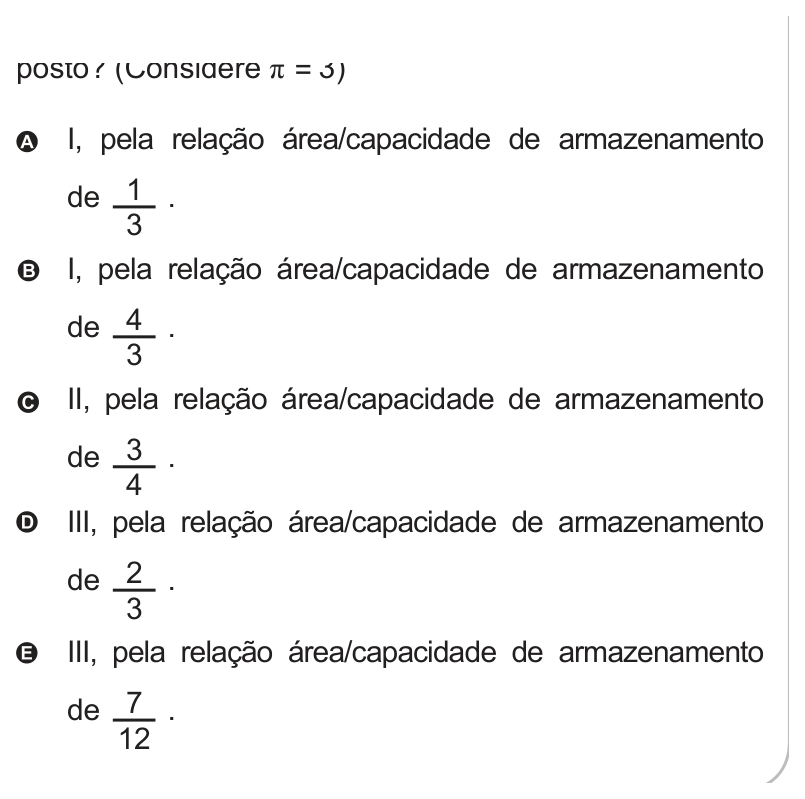 posto? (Considere π = 3)
A I, pela relação área/capacidade de armazenamento
de 1/3 .
B I, pela relação área/capacidade de armazenamento
de 4/3 .
C II, pela relação área/capacidade de armazenamento
de 3/4 .
D III, pela relação área/capacidade de armazenamento
de 2/3 .
E III, pela relação área/capacidade de armazenamento
de 7/12 .